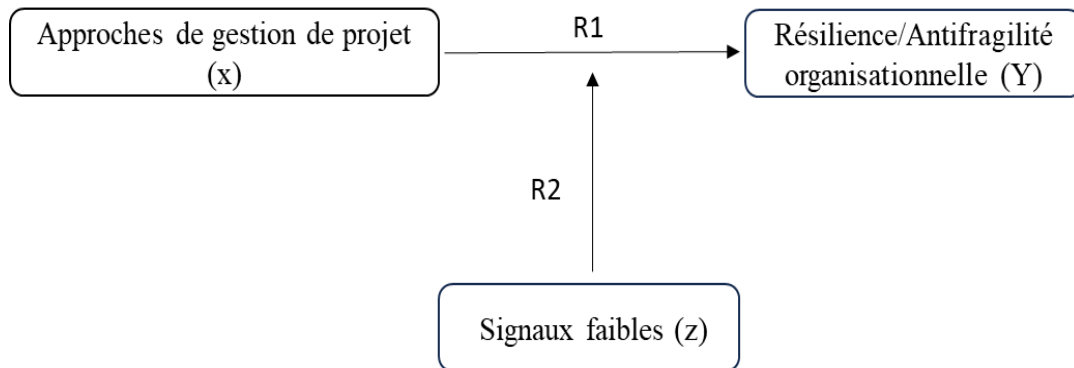 Approches de gestion de projet
(x)
R1
Résilience/Antifragilité
organisationnelle (Y)
R2
Signaux faibles (z)